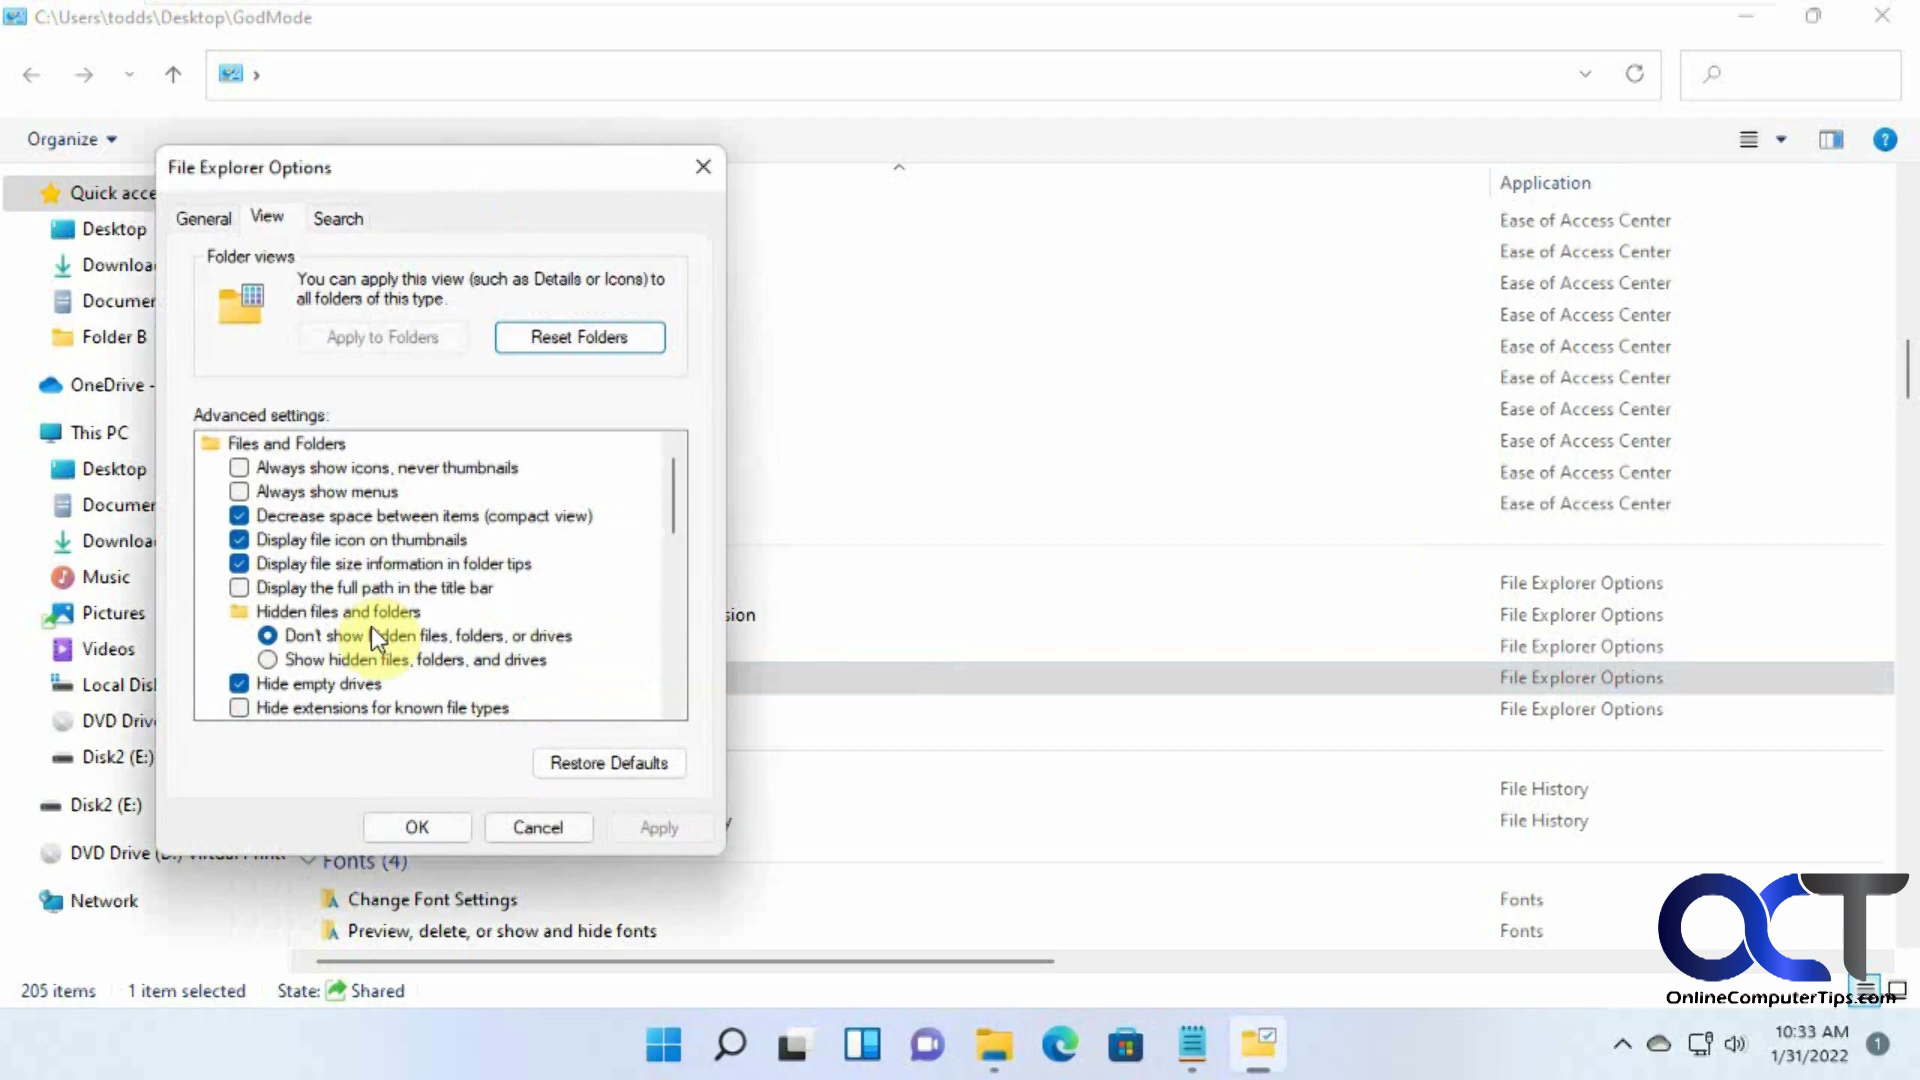 C:\Users\todds\Desktop\GodMode
Organize
File Explorer Options
General View Search
Folder views
You can apply this view (such as Details or Icons) to
all folders of this type.
Apply to Folders Reset Folders
Advanced settings:
Files and Folders
Always show icons, never thumbnails
Always show menus
Decrease space between items (compact view)
Display file icon on thumbnails
Display file size information in folder tips
Display the full path in the title bar
Hidden files and folders
Don't show hidden files, folders, or drives
Show hidden files, folders, and drives
Hide empty drives
Hide extensions for known file types
Restore Defaults
OK Cancel Apply
Quick acce
Desktop
Downloa
Documer
Folder B
OneDrive -
This PC
Desktop
Documer
Downloa
Music
Pictures
Videos
Local Disl
DVD Driv
Disk2 (E:)
Disk2 (E:)
DVD Drive
Network
Application
Ease of Access Center
Ease of Access Center
Ease of Access Center
Ease of Access Center
Ease of Access Center
Ease of Access Center
Ease of Access Center
Ease of Access Center
Ease of Access Center
Ease of Access Center
File Explorer Options
sion File Explorer Options
File Explorer Options
File Explorer Options
File Explorer Options
File History
File History
Fonts (4)
Change Font Settings Fonts
Preview, delete, or show and hide fonts Fonts
205 items 1 item selected State: Shared
OCT
OnlineComputerTips.com
10:33 AM
1/31/2022
1